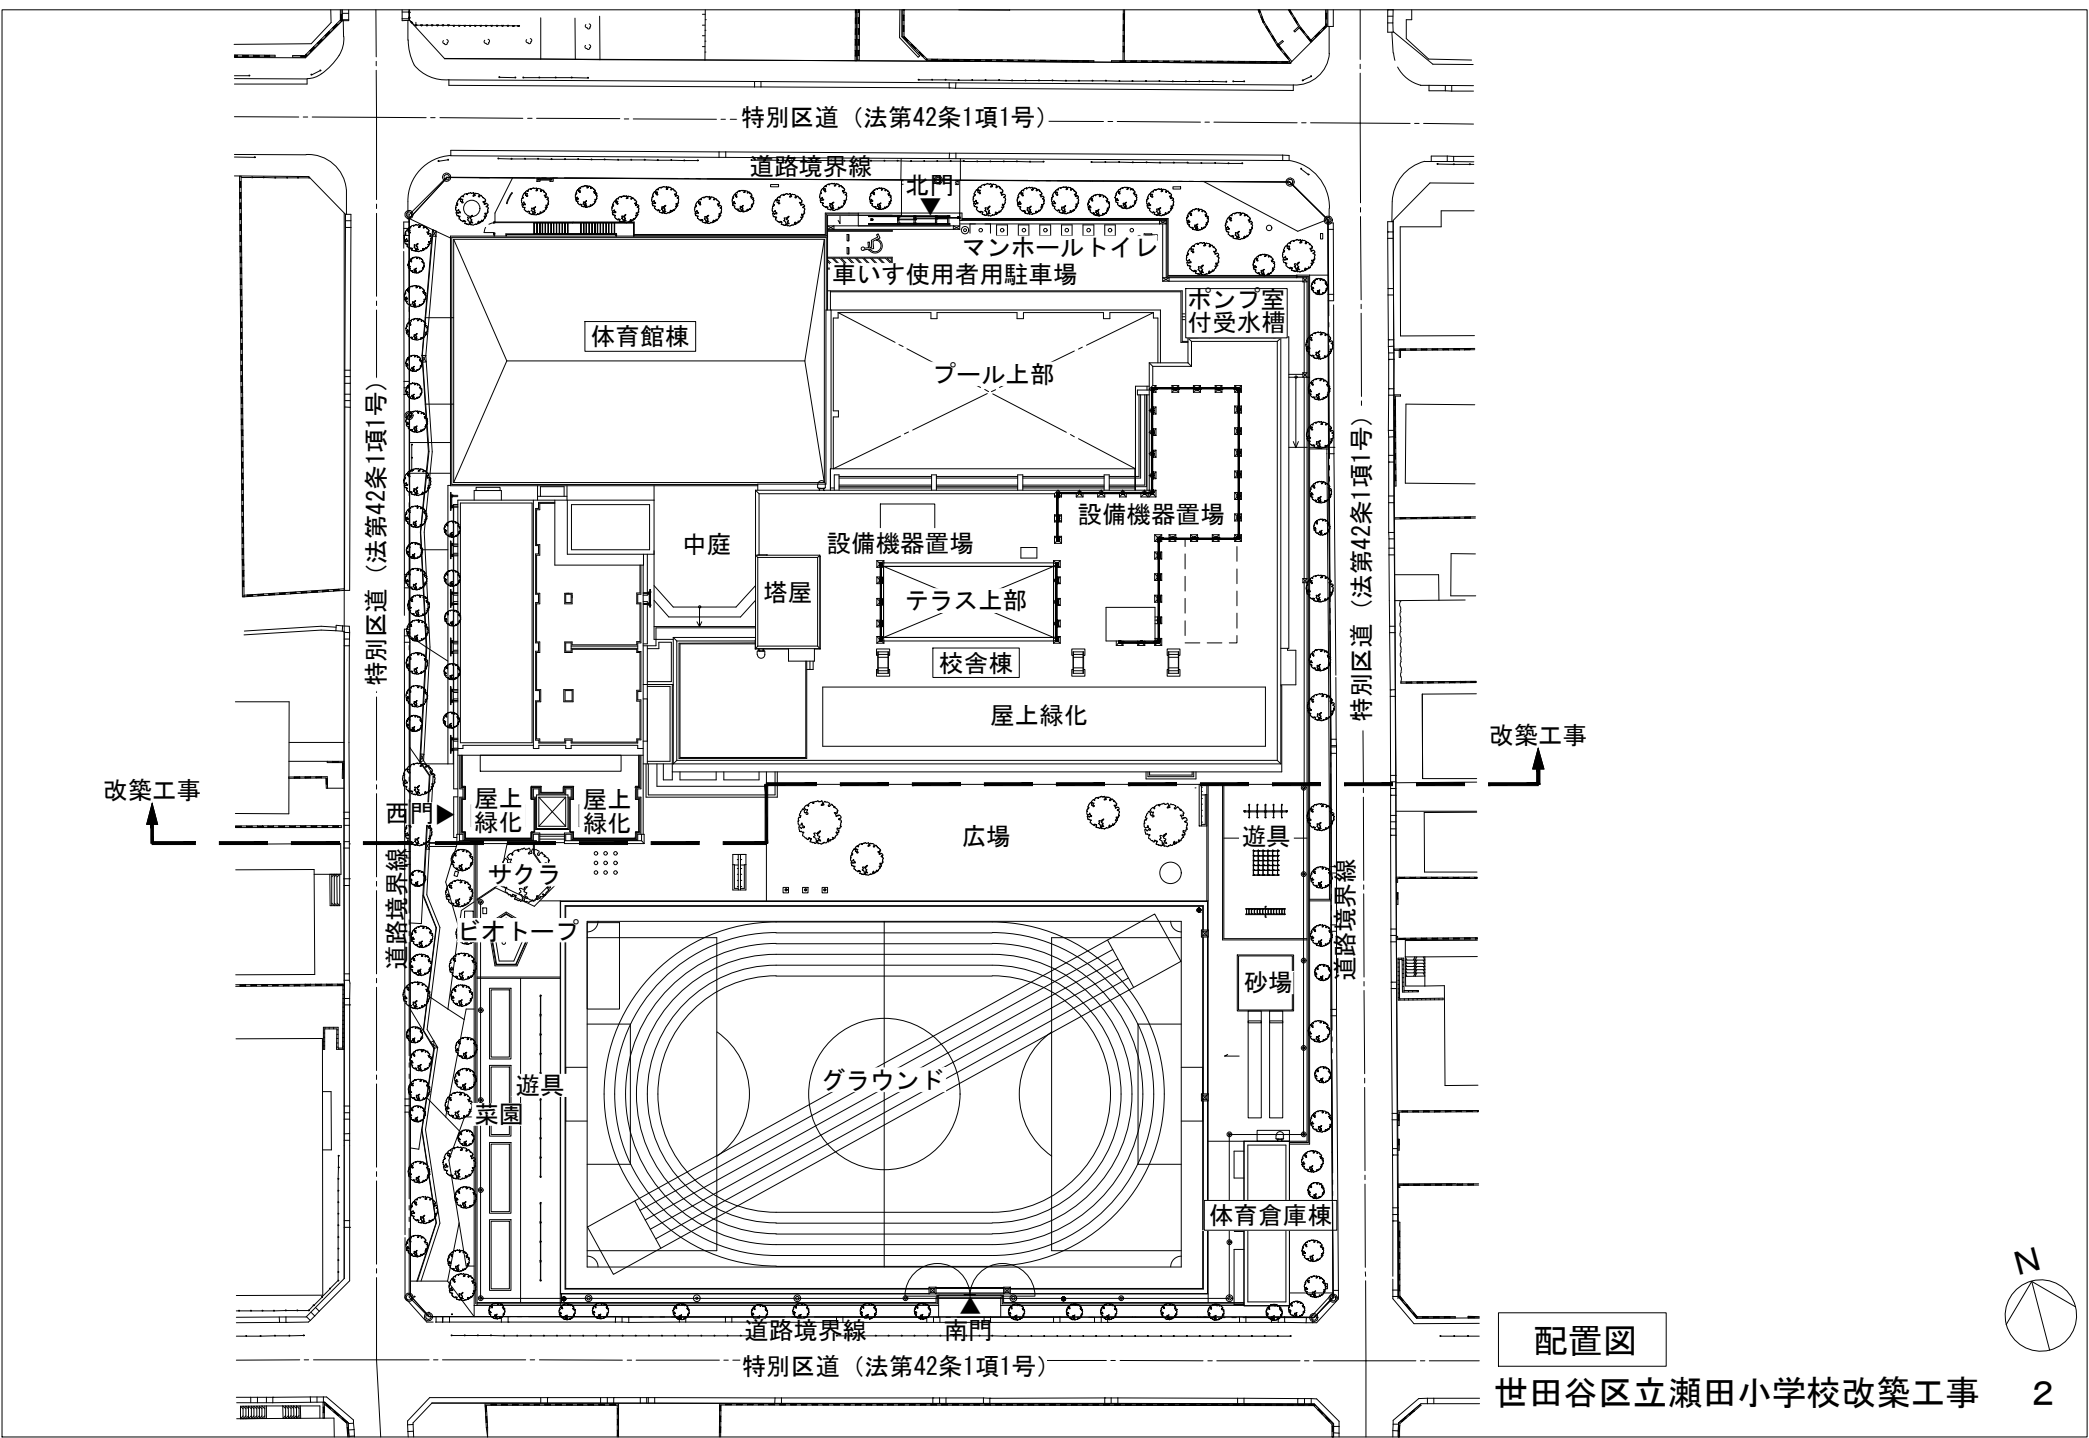 特別区道（法第42条1項1号）
道路境界線
北門
マンホールトイレ
車いす使用者用駐車場
ポンプ室
付受水槽
体育館棟
プール上部
特別区道（法第42条1項1号）
特別区道（法第42条1項1号）
設備機器置場
中庭
設備機器置場
塔屋
テラス上部
校舎棟
屋上緑化
改築工事
改築工事
西門
屋上
緑化
屋上
緑化
広場
遊具
サクラ
道路境界線
道路境界線
ビオトープ
砂場
グラウンド
遊具
菜園
体育倉庫棟
道路境界線
南門
特別区道（法第42条1項1号）
N
配置図
世田谷区立瀬田小学校改築工事
2